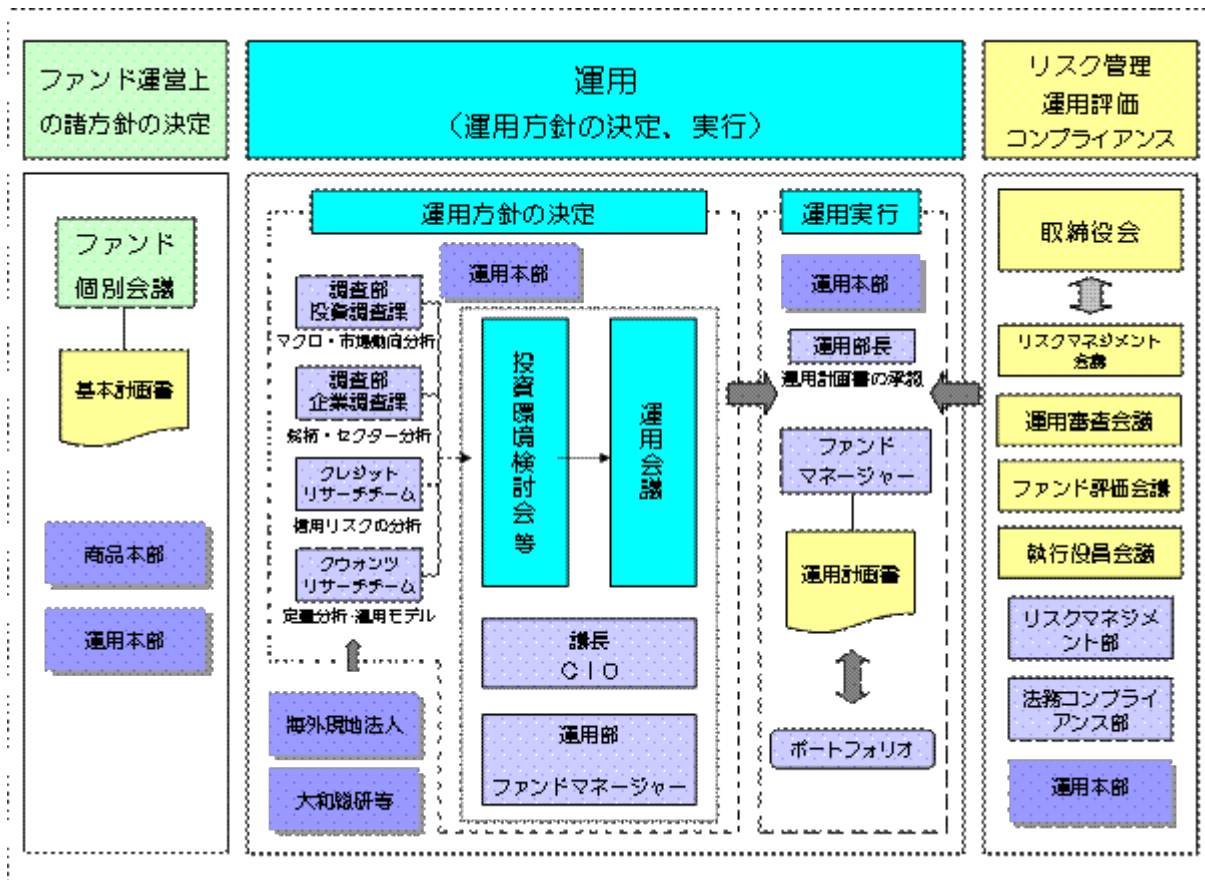 ファンド運営上
の諸方針の決定
運用
(運用方針の決定、実行)
リスク管理
運用評価
コンプライアンス
ファンド
個別会議
基本計画書
商品本部
運用本部
運用方針の決定
運用本部
調査部
投資調査課
マクロ・市場動向分析
調査部
企業調査課
銘柄・セクター分析
クレジット
リサーチチーム
信用リスクの分析
クウォンツ
リサーチチーム
定量分析・運用モデル
海外現地法人
大和総研等
投資環境検討会等
運用会議
議長
CIO
運用部
ファンドマネージャー
運用実行
運用本部
運用部長
運用計画書の承認
ファンド
マネージャー
運用計画書
ポートフォリオ
取締役会
リスクマネジメント
会議
運用審査会議
ファンド評価会議
執行役員会議
リスクマネジメ
ント部
法務コンプライ
アンス部
運用本部